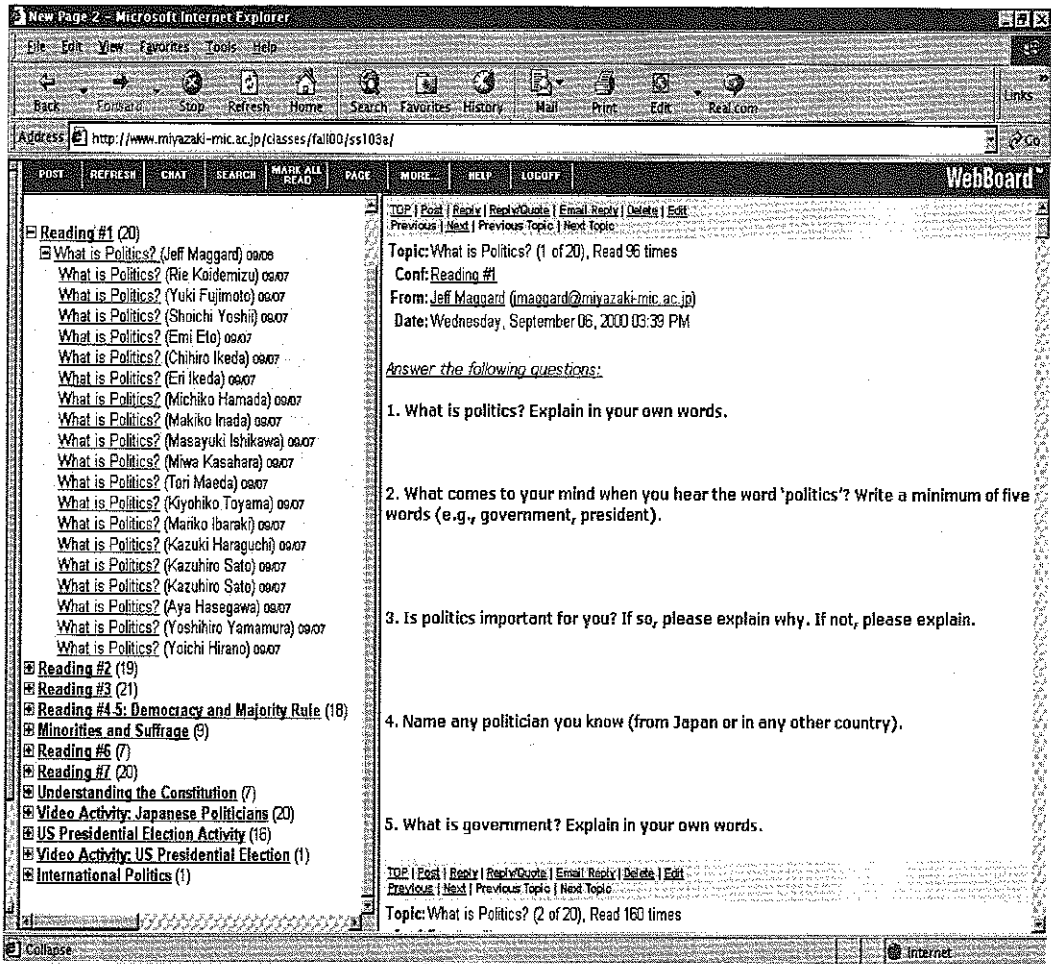 New Page 2 - Microsoft Internet Explorer
File Edit View Favorites Tools Help
Back Forward Stop Refresh Home Search Favorites History Mail Print Edit Real.com Links
Address http://www.miyazaki-mic.ac.jp/classes/fall00/ss103a/ Go
POST REFRESH CHAT SEARCH MARK ALL READ PAGE MORE... HELP LOGOFF WebBoard™
Reading #1 (20)
What is Politics? (Jeff Maggard) 09/06
What is Politics? (Rie Koidemizu) 09/07
What is Politics? (Yuki Fujimoto) 09/07
What is Politics? (Shoichi Yoshii) 09/07
What is Politics? (Emi Eto) 09/07
What is Politics? (Chihiro Ikeda) 09/07
What is Politics? (Eri Ikeda) 09/07
What is Politics? (Michiko Hamada) 09/07
What is Politics? (Makiko Inada) 09/07
What is Politics? (Masayuki Ishikawa) 09/07
What is Politics? (Miwa Kasahara) 09/07
What is Politics? (Tori Maeda) 09/07
What is Politics? (Kiyohiko Toyama) 09/07
What is Politics? (Mariko Ibaraki) 09/07
What is Politics? (Kazuki Haraguchi) 09/07
What is Politics? (Kazuhiro Sato) 09/07
What is Politics? (Kazuhiro Sato) 09/07
What is Politics? (Aya Hasegawa) 09/07
What is Politics? (Yoshihiro Yamamura) 09/07
What is Politics? (Yoichi Hirano) 09/07
Reading #2 (19)
Reading #3 (21)
Reading #4-5: Democracy and Majority Rule (18)
Minorities and Suffrage (9)
Reading #6 (7)
Reading #7 (20)
Understanding the Constitution (7)
Video Activity: Japanese Politicians (20)
US Presidential Election Activity (16)
Video Activity: US Presidential Election (1)
International Politics (1)
TOP | Post | Reply | Reply/Quote | Email Reply | Delete | Edit
Previous | Next | Previous Topic | Next Topic
Topic: What is Politics? (1 of 20), Read 96 times
Conf: Reading #1
From: Jeff Maggard (jmaggard@miyazaki-mic.ac.jp)
Date: Wednesday, September 06, 2000 03:39 PM
Answer the following questions:
1. What is politics? Explain in your own words.
2. What comes to your mind when you hear the word 'politics'? Write a minimum of five
words (e.g., government, president).
3. Is politics important for you? If so, please explain why. If not, please explain.
4. Name any politician you know (from Japan or in any other country).
5. What is government? Explain in your own words.
TOP | Post | Reply | Reply/Quote | Email Reply | Delete | Edit
Previous | Next | Previous Topic | Next Topic
Topic: What is Politics? (2 of 20), Read 160 times
Collapse Internet